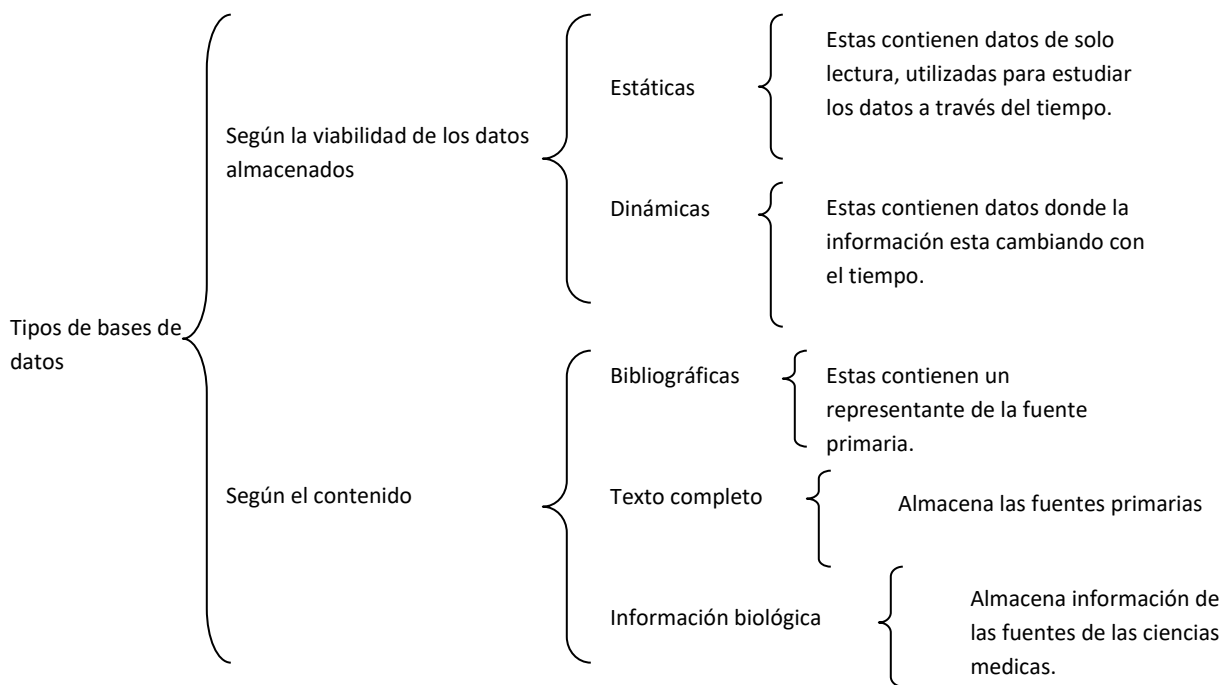 Tipos de bases de
datos
Según la viabilidad de los datos
almacenados
Estáticas
Estas contienen datos de solo
lectura, utilizadas para estudiar
los datos a través del tiempo.
Dinámicas
Estas contienen datos donde la
información esta cambiando con
el tiempo.
Según el contenido
Bibliográficas
Estas contienen un
representante de la fuente
primaria.
Texto completo
Almacena las fuentes primarias
Información biológica
Almacena información de
las fuentes de las ciencias
medicas.